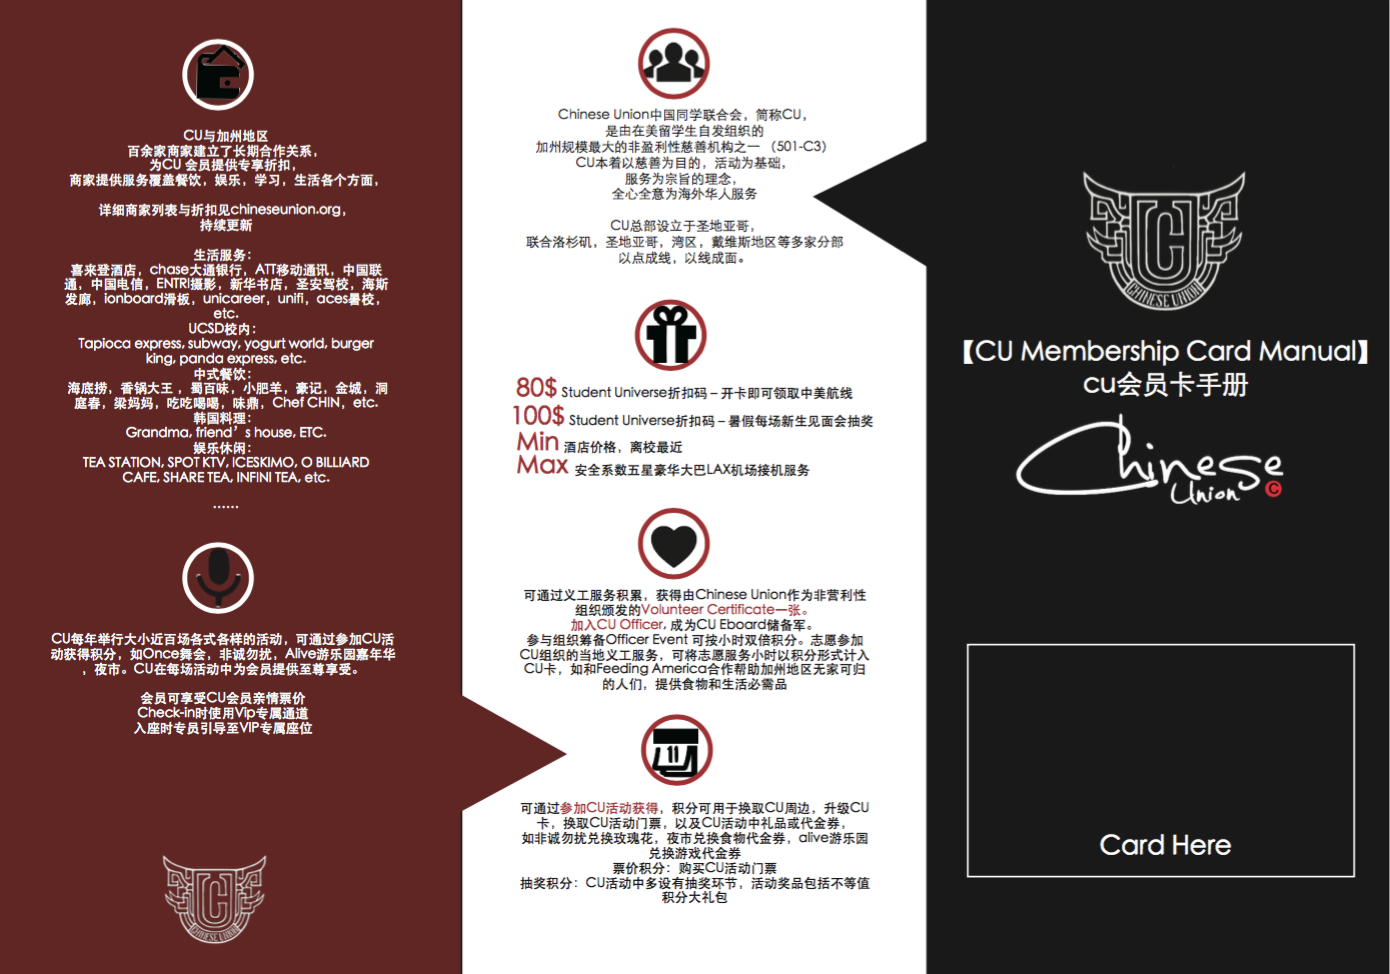 CU与加州地区
百余家商家建立了长期合作关系，
为CU 会员提供专享折扣，
商家提供服务覆盖餐饮，娱乐，学习，生活各个方面，
详细商家列表与折扣见chineseunion.org，
持续更新
生活服务：
喜来登酒店，chase大通银行，ATT移动通讯，中国联
通，中国电信，ENTRI摄影，新华书店，圣安驾校，海斯
发廊，ionboard滑板，unicareer，unifi，aces暑校，
etc.
UCSD校内：
Tapioca express, subway, yogurt world, burger
king, panda express, etc.
中式餐饮：
海底捞，香锅大王 ，蜀百味，小肥羊，豪记，金城，洞
庭春，梁妈妈，吃吃喝喝，味鼎，Chef CHIN，etc.
韩国料理：
Grandma, friend’s house, ETC.
娱乐休闲：
TEA STATION, SPOT KTV, ICESKIMO, O BILLIARD
CAFE, SHARE TEA, INFINI TEA, etc.
......
CU每年举行大小近百场各式各样的活动，可通过参加CU活
动获得积分，如Once舞会，非诚勿扰，Alive游乐园嘉年华
，夜市。CU在每场活动中为会员提供至尊享受。
会员可享受CU会员亲情票价
Check-in时使用Vip专属通道
入座时专员引导至VIP专属座位
CHINESE UNION
Chinese Union中国同学联合会，简称CU，
是由在美留学生自发组织的
加州规模最大的非盈利性慈善机构之一 （501-C3）
CU本着以慈善为目的，活动为基础，
服务为宗旨的理念，
全心全意为海外华人服务
CU总部设立于圣地亚哥，
联合洛杉矶，圣地亚哥，湾区，戴维斯地区等多家分部
以点成线，以线成面。
80$ Student Universe折扣码 – 开卡即可领取中美航线
100$ Student Universe折扣码 – 暑假每场新生见面会抽奖
Min 酒店价格，离校最近
Max 安全系数五星豪华大巴LAX机场接机服务
可通过义工服务积累，获得由Chinese Union作为非营利性
组织颁发的Volunteer Certificate一张。
加入CU Officer, 成为CU Eboard储备军。
参与组织筹备Officer Event 可按小时双倍积分。志愿参加
CU组织的当地义工服务，可将志愿服务小时以积分形式计入
CU卡，如和Feeding America合作帮助加州地区无家可归
的人们，提供食物和生活必需品
11
可通过参加CU活动获得，积分可用于换取CU周边，升级CU
卡，换取CU活动门票，以及CU活动中礼品或代金券，
如非诚勿扰兑换玫瑰花，夜市兑换食物代金券，alive游乐园
兑换游戏代金券
票价积分：购买CU活动门票
抽奖积分：CU活动中多设有抽奖环节，活动奖品包括不等值
积分大礼包
CHINESE UNION
【CU Membership Card Manual】
cu会员卡手册
Chinese
Union C
Card Here